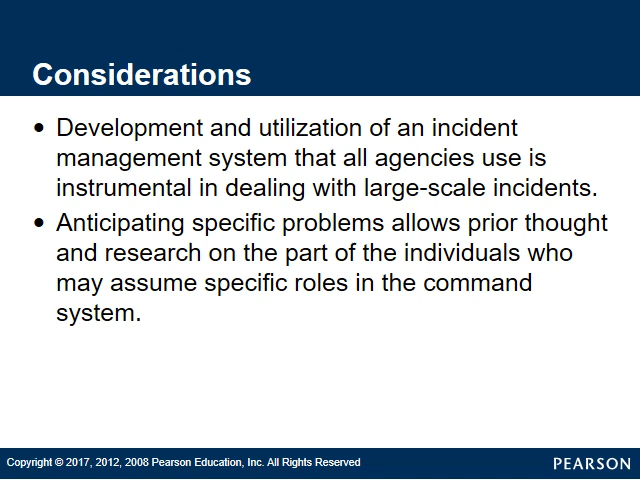 Considerations
• Development and utilization of an incident
management system that all agencies use is
instrumental in dealing with large-scale incidents.
• Anticipating specific problems allows prior thought
and research on the part of the individuals who
may assume specific roles in the command
system.
Copyright © 2017, 2012, 2008 Pearson Education, Inc. All Rights Reserved
PEARSON